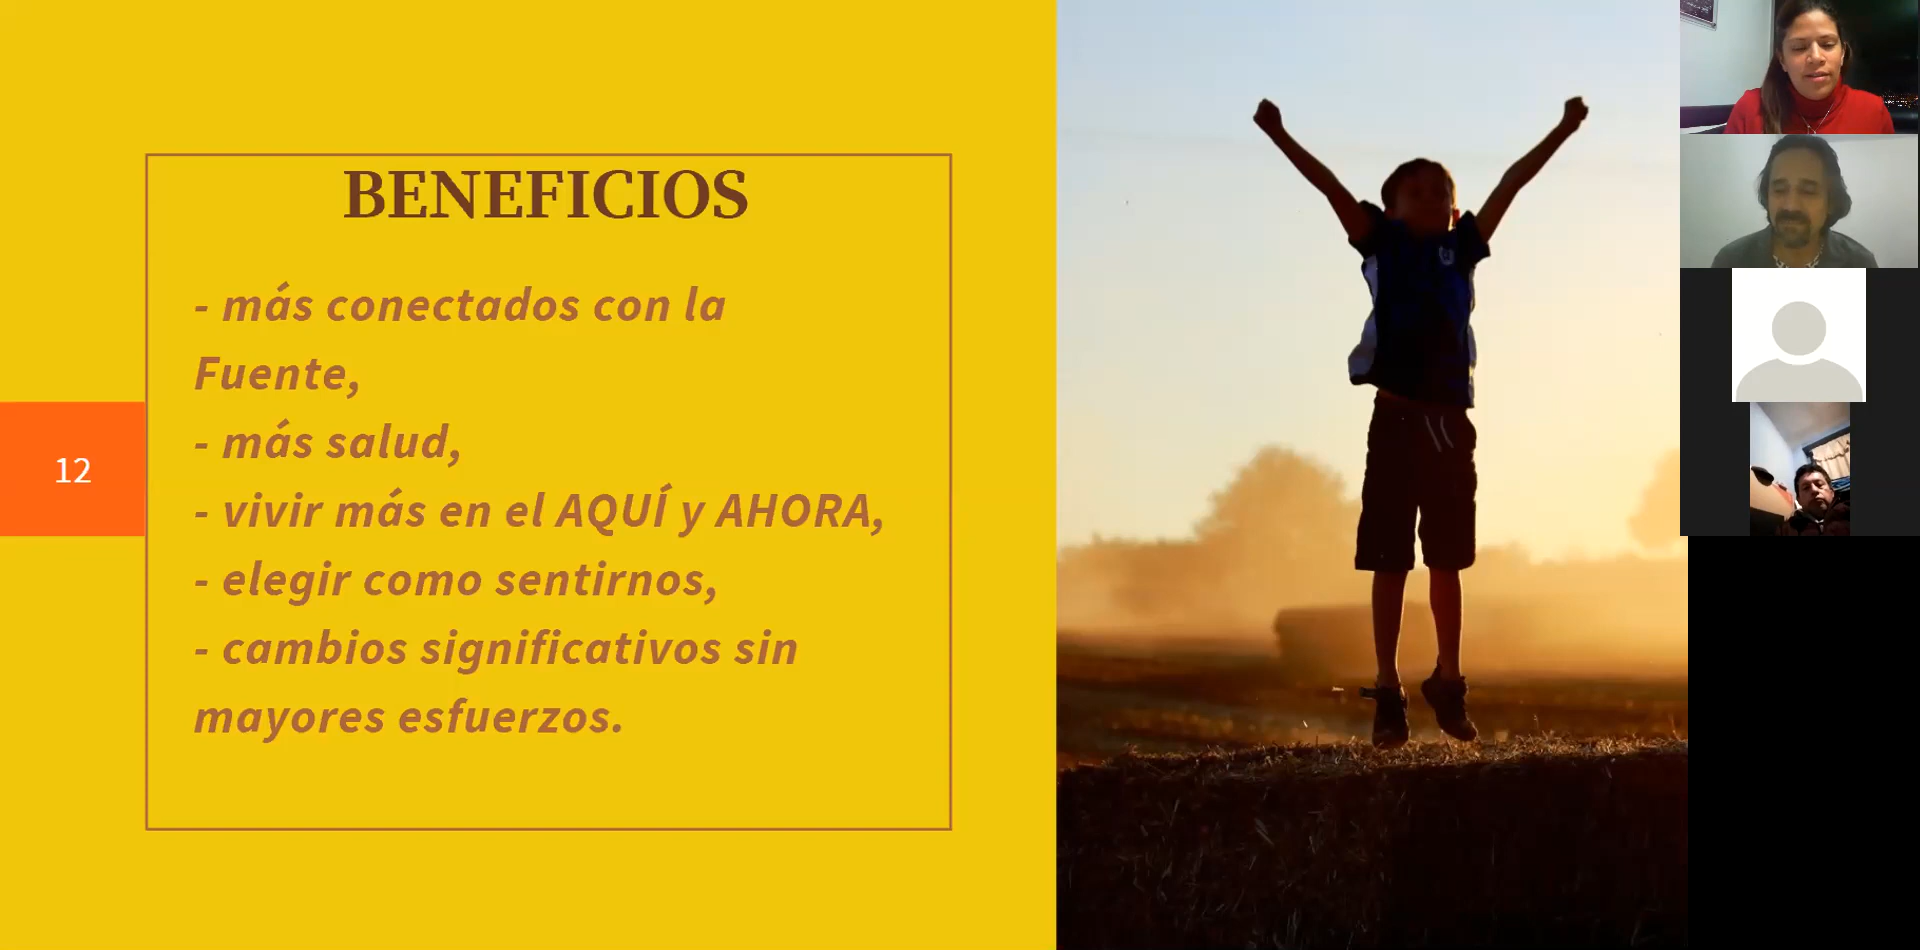 BENEFICIOS
- más conectados con la
Fuente,
- más salud,
- vivir más en el AQUÍ y AHORA,
- elegir como sentirnos,
- cambios significativos sin
mayores esfuerzos.
12